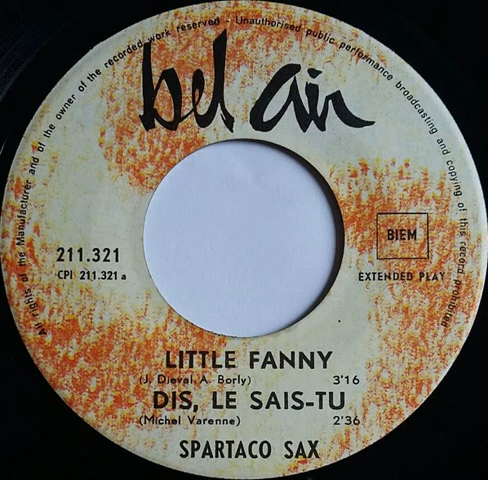 All rights of the Manufacturer and of the owner of the recorded work reserved - Unauthorised public performance broadcasting and copying of this record prohibited
bel air
211.321
CPI 211.321 a
BIEM
EXTENDED PLAY
LITTLE FANNY
(J. Dieval A. Borly) 3'16
DIS, LE SAIS-TU
(Michel Varenne) 2'36
SPARTACO SAX